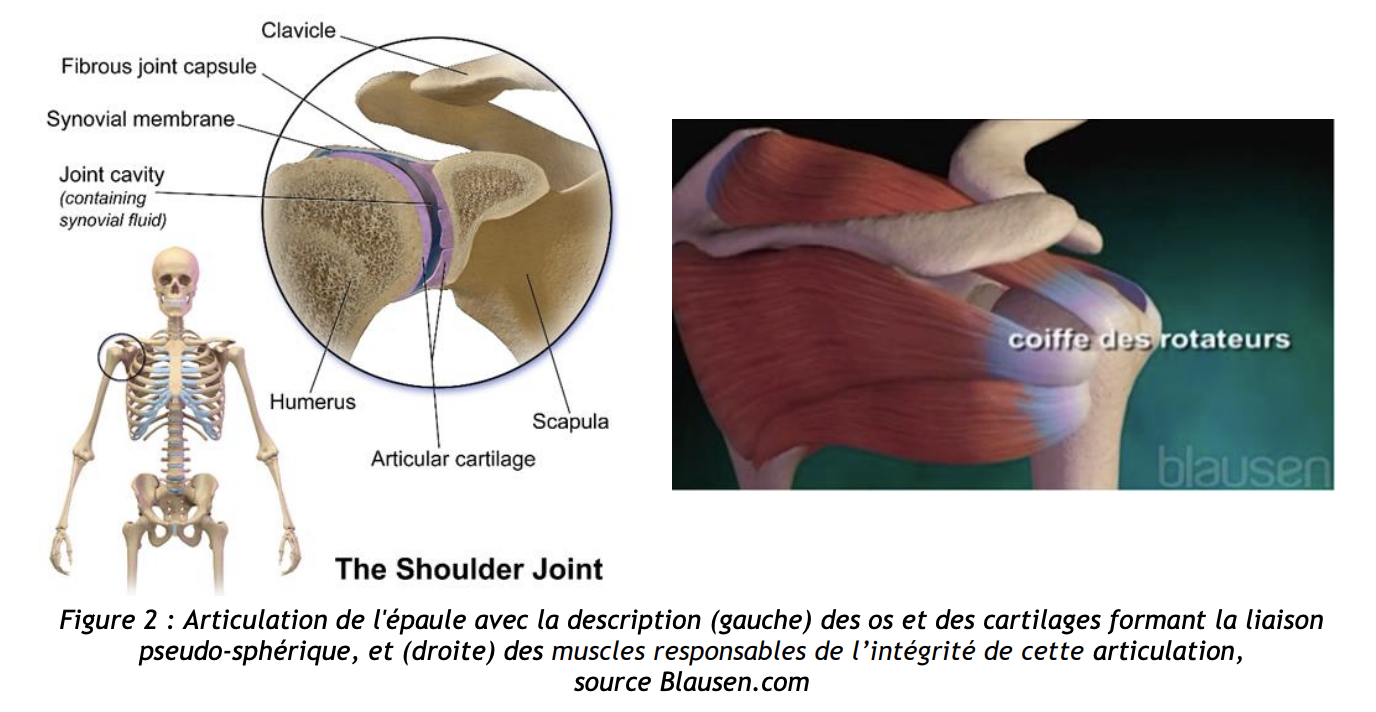 Clavicle
Fibrous joint capsule
Synovial membrane
Joint cavity
(containing
synovial fluid)
Humerus
Scapula
Articular cartilage
The Shoulder Joint
coiffe des rotateurs
blausen
Figure 2 : Articulation de l'épaule avec la description (gauche) des os et des cartilages formant la liaison
pseudo-sphérique, et (droite) des muscles responsables de l’intégrité de cette articulation,
source Blausen.com